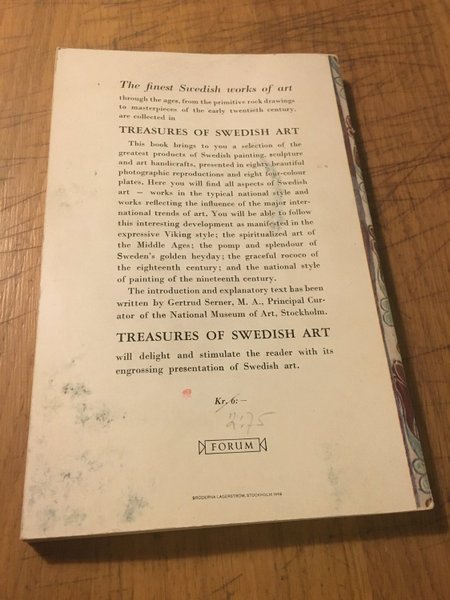 The finest Swedish works of art
through the ages, from the primitive rock drawings
to masterpieces of the early twentieth century,
are collected in
TREASURES OF SWEDISH ART
This book brings to you a selection of the
greatest products of Swedish painting, sculpture
and art handicrafts, presented in eighty beautiful
photographic reproductions and eight four-colour
plates. Here you will find all aspects of Swedish
art — works in the typical national style and
works reflecting the influence of the major inter-
national trends of art. You will be able to follow
this interesting development as manifested in the
expressive Viking style; the spiritualized art of
the Middle Ages; the pomp and splendour of
Sweden's golden heyday; the graceful rococo of
the eighteenth century; and the national style
of painting of the nineteenth century.
The introduction and explanatory text has been
written by Gertrud Serner, M. A., Principal Cur-
ator of the National Museum of Art, Stockholm.
TREASURES OF SWEDISH ART
will delight and stimulate the reader with its
engrossing presentation of Swedish art.
Kr. 6:—
2:75
FORUM
BRÖDERNA LAGERSTRÖM, STOCKHOLM